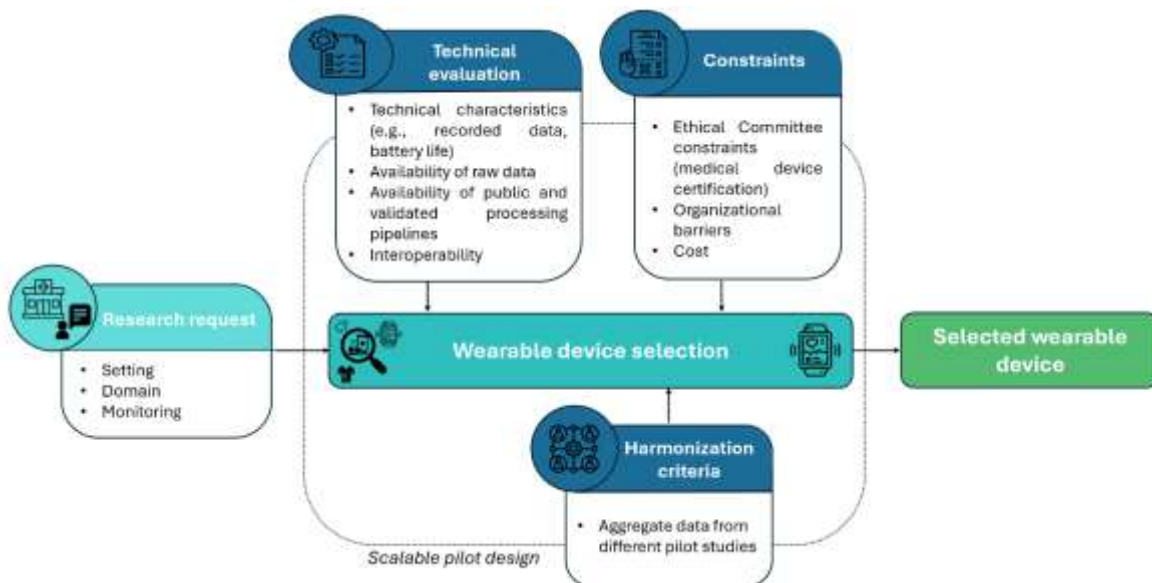 Technical
evaluation
• Technical characteristics
(e.g., recorded data,
battery life)
• Availability of raw data
• Availability of public and
validated processing
pipelines
• Interoperability
Constraints
• Ethical Committee
constraints
(medical device
certification)
• Organizational
barriers
• Cost
Research request
• Setting
• Domain
• Monitoring
Wearable device selection
Selected wearable
device
Harmonization
criteria
• Aggregate data from
different pilot studies
Scalable pilot design